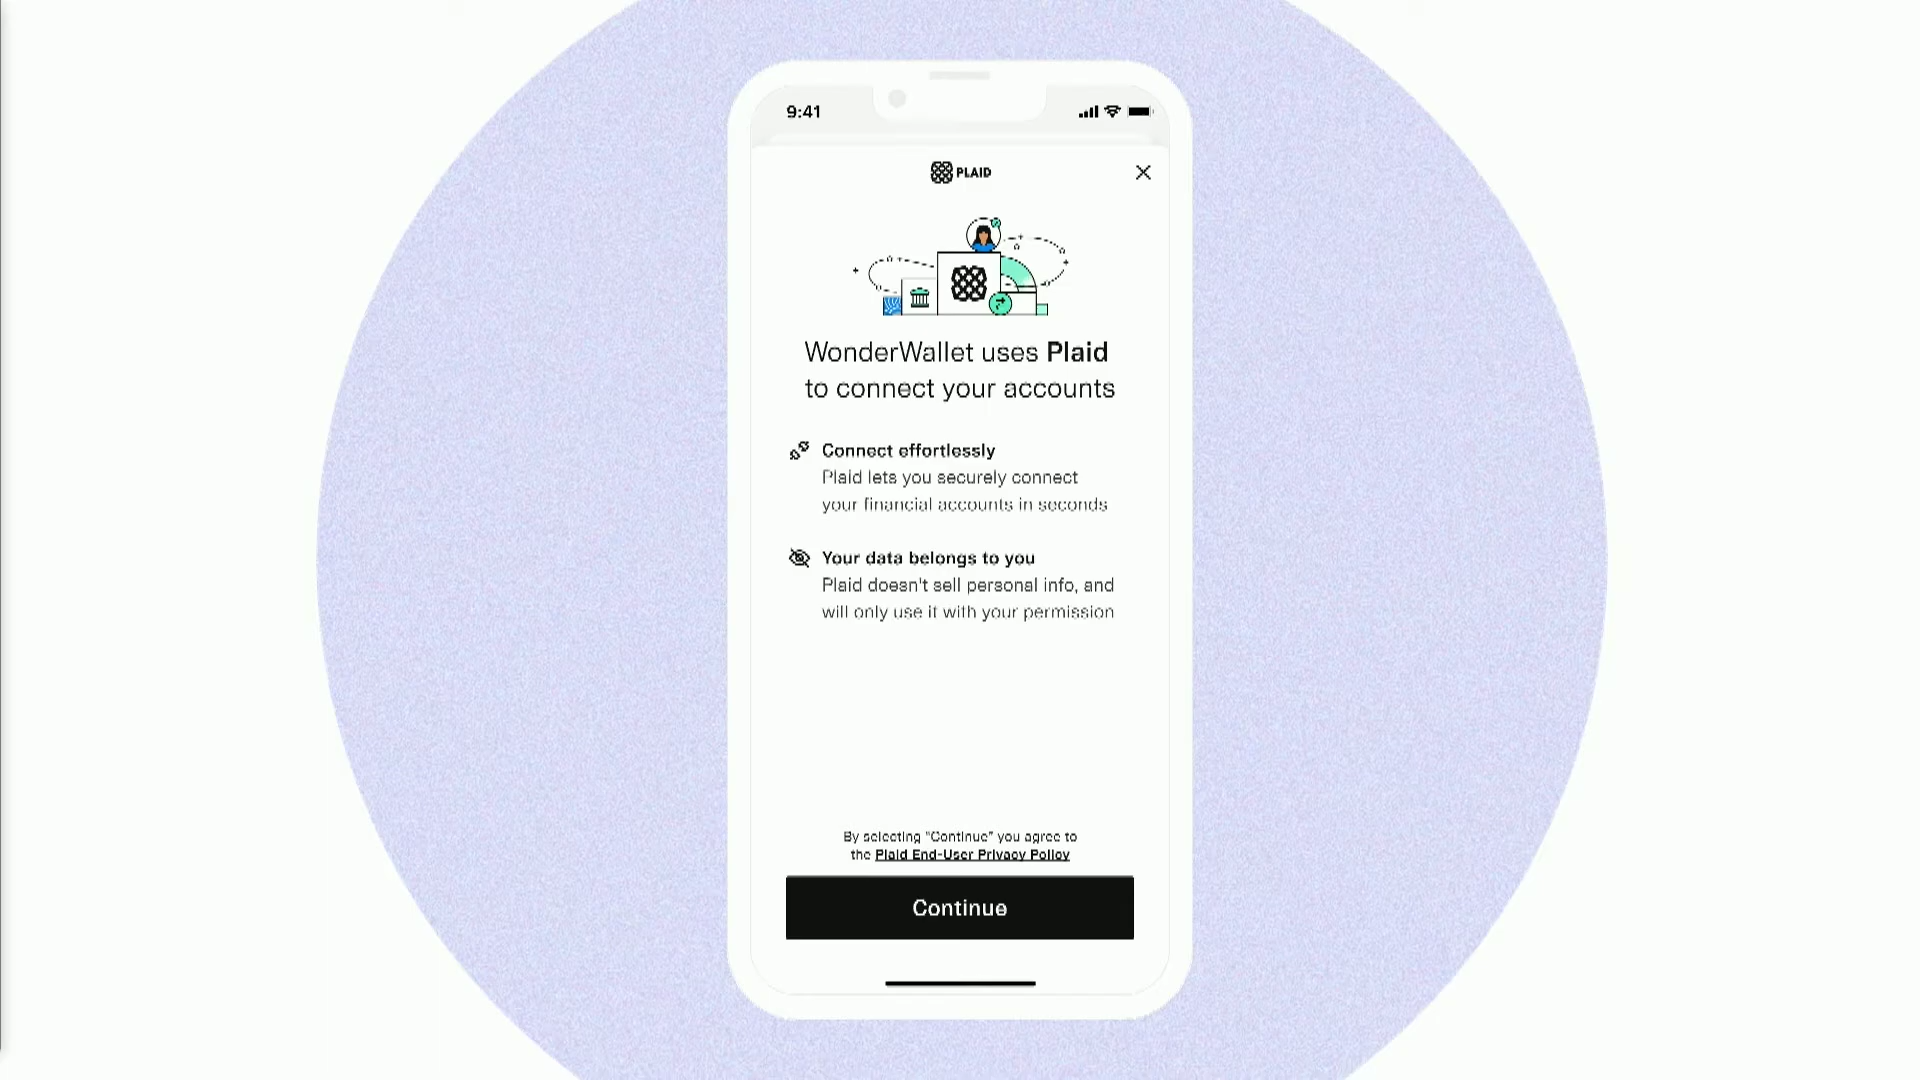 9:41
PLAID
WonderWallet uses Plaid
to connect your accounts
Connect effortlessly
Plaid lets you securely connect
your financial accounts in seconds
Your data belongs to you
Plaid doesn't sell personal info, and
will only use it with your permission
By selecting "Continue" you agree to
the Plaid End-User Privacy Policy
Continue